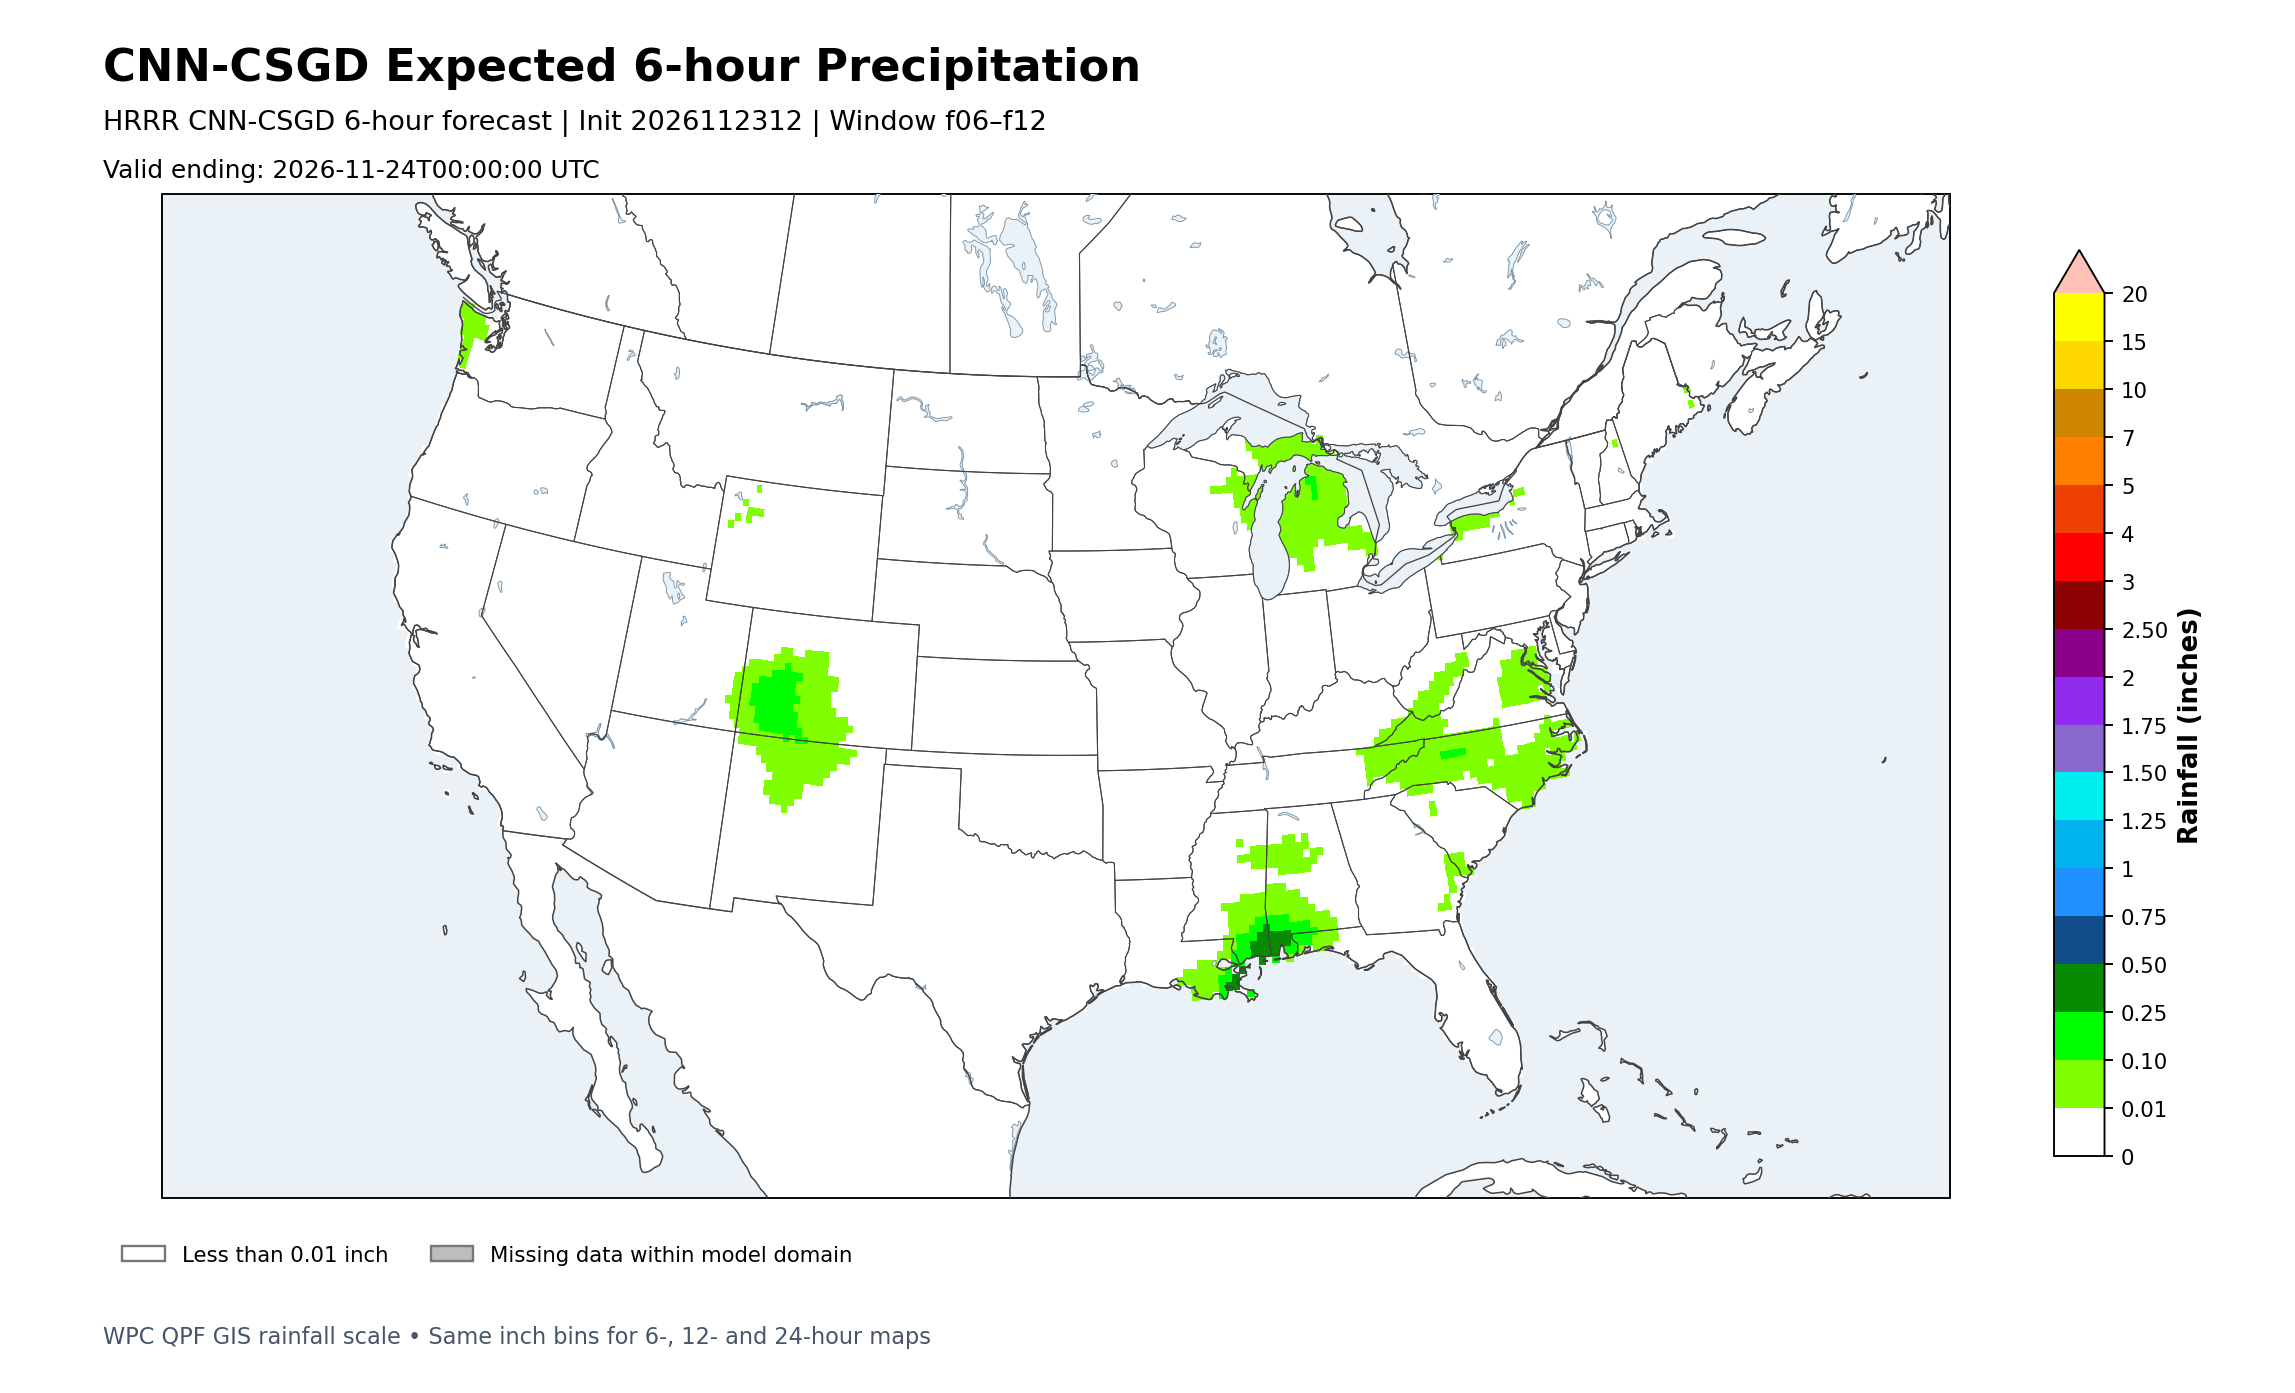 CNN-CSGD Expected 6-hour Precipitation
HRRR CNN-CSGD 6-hour forecast | Init 2026112312 | Window f06–f12
Valid ending: 2026-11-24T00:00:00 UTC
20
15
10
7
5
4
3
2.50
2
1.75
1.50
1.25
1
0.75
0.50
0.25
0.10
0.01
0
Rainfall (inches)
Less than 0.01 inch
Missing data within model domain
WPC QPF GIS rainfall scale • Same inch bins for 6-, 12- and 24-hour maps